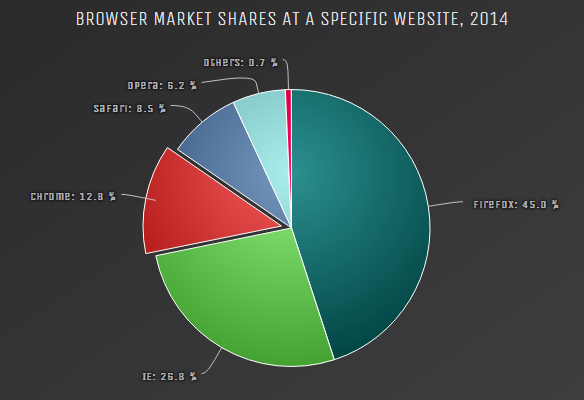 BROWSER MARKET SHARES AT A SPECIFIC WEBSITE, 2014
Others: 0.7 %
Opera: 6.2 %
Safari: 8.5 %
Chrome: 12.8 %
Firefox: 45.0 %
IE: 26.8 %